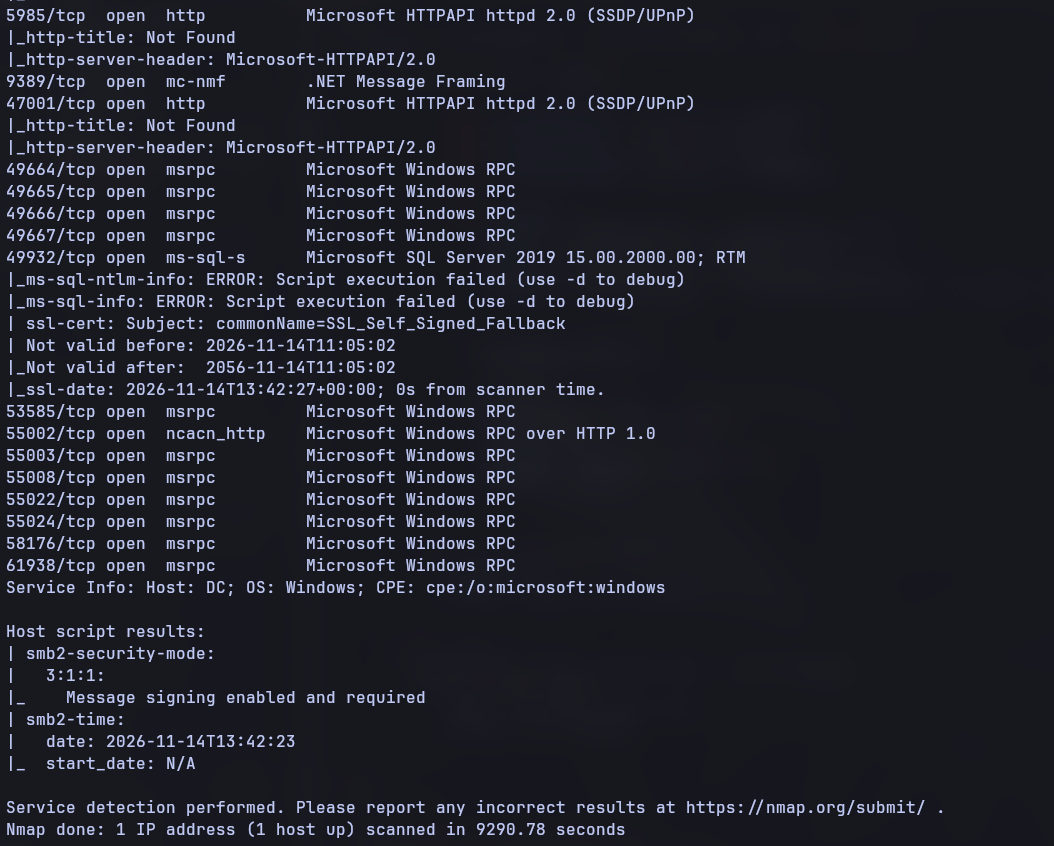 5985/tcp  open  http          Microsoft HTTPAPI httpd 2.0 (SSDP/UPnP)
|_http-title: Not Found
|_http-server-header: Microsoft-HTTPAPI/2.0
9389/tcp  open  mc-nmf        .NET Message Framing
47001/tcp open  http          Microsoft HTTPAPI httpd 2.0 (SSDP/UPnP)
|_http-title: Not Found
|_http-server-header: Microsoft-HTTPAPI/2.0
49664/tcp open  msrpc         Microsoft Windows RPC
49665/tcp open  msrpc         Microsoft Windows RPC
49666/tcp open  msrpc         Microsoft Windows RPC
49667/tcp open  msrpc         Microsoft Windows RPC
49932/tcp open  ms-sql-s      Microsoft SQL Server 2019 15.00.2000.00; RTM
|_ms-sql-ntlm-info: ERROR: Script execution failed (use -d to debug)
|_ms-sql-info: ERROR: Script execution failed (use -d to debug)
| ssl-cert: Subject: commonName=SSL_Self_Signed_Fallback
| Not valid before: 2026-11-14T11:05:02
|_Not valid after:  2056-11-14T11:05:02
|_ssl-date: 2026-11-14T13:42:27+00:00; 0s from scanner time.
53585/tcp open  msrpc         Microsoft Windows RPC
55002/tcp open  ncacn_http    Microsoft Windows RPC over HTTP 1.0
55003/tcp open  msrpc         Microsoft Windows RPC
55008/tcp open  msrpc         Microsoft Windows RPC
55022/tcp open  msrpc         Microsoft Windows RPC
55024/tcp open  msrpc         Microsoft Windows RPC
58176/tcp open  msrpc         Microsoft Windows RPC
61938/tcp open  msrpc         Microsoft Windows RPC
Service Info: Host: DC; OS: Windows; CPE: cpe:/o:microsoft:windows

Host script results:
| smb2-security-mode:
|   3:1:1:
|_    Message signing enabled and required
| smb2-time:
|   date: 2026-11-14T13:42:23
|_  start_date: N/A

Service detection performed. Please report any incorrect results at https://nmap.org/submit/ .
Nmap done: 1 IP address (1 host up) scanned in 9290.78 seconds